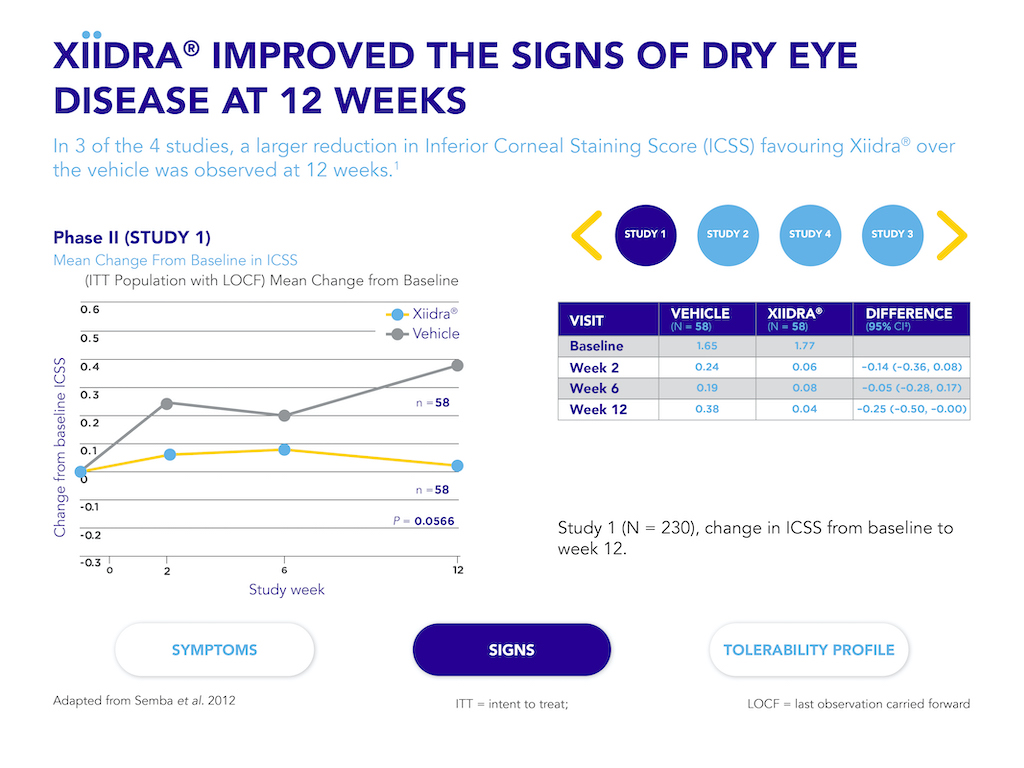 XïïDRA® IMPROVED THE SIGNS OF DRY EYE
DISEASE AT 12 WEEKS
In 3 of the 4 studies, a larger reduction in Inferior Corneal Staining Score (ICSS) favouring Xiidra® over
the vehicle was observed at 12 weeks.¹
Phase II (STUDY 1)
Mean Change From Baseline in ICSS
(ITT Population with LOCF) Mean Change from Baseline
Change from baseline ICSS
0.6
0.5
0.4
0.3
0.2
0.1
0
-0.1
-0.2
-0.3
Xiidra®
Vehicle
n = 58
n = 58
P = 0.0566
0 2 6 12
Study week
STUDY 1 STUDY 2 STUDY 4 STUDY 3
VISIT VEHICLE (N = 58) XIIDRA® (N = 58) DIFFERENCE (95% CI‡)
Baseline 1.65 1.77
Week 2 0.24 0.06 −0.14 (−0.36, 0.08)
Week 6 0.19 0.08 −0.05 (−0.28, 0.17)
Week 12 0.38 0.04 −0.25 (−0.50, −0.00)
Study 1 (N = 230), change in ICSS from baseline to
week 12.
SYMPTOMS
SIGNS
TOLERABILITY PROFILE
Adapted from Semba et al. 2012
ITT = intent to treat;
LOCF = last observation carried forward